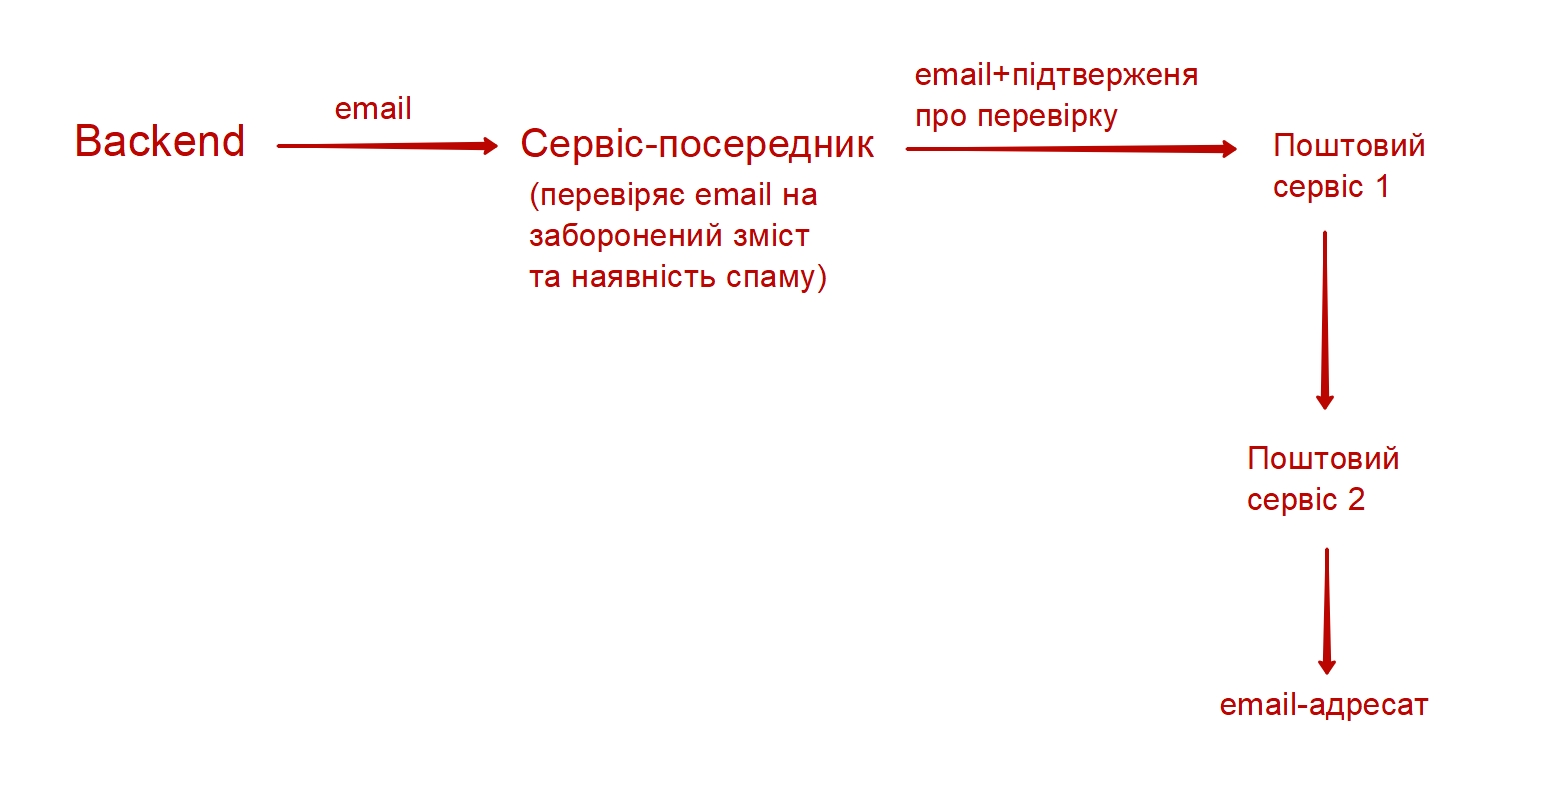 Backend
email
Сервіс-посередник
(перевіряє email на
заборонений зміст
та наявність спаму)
email+підтверженя
про перевірку
Поштовий
сервіс 1
Поштовий
сервіс 2
email-адресат